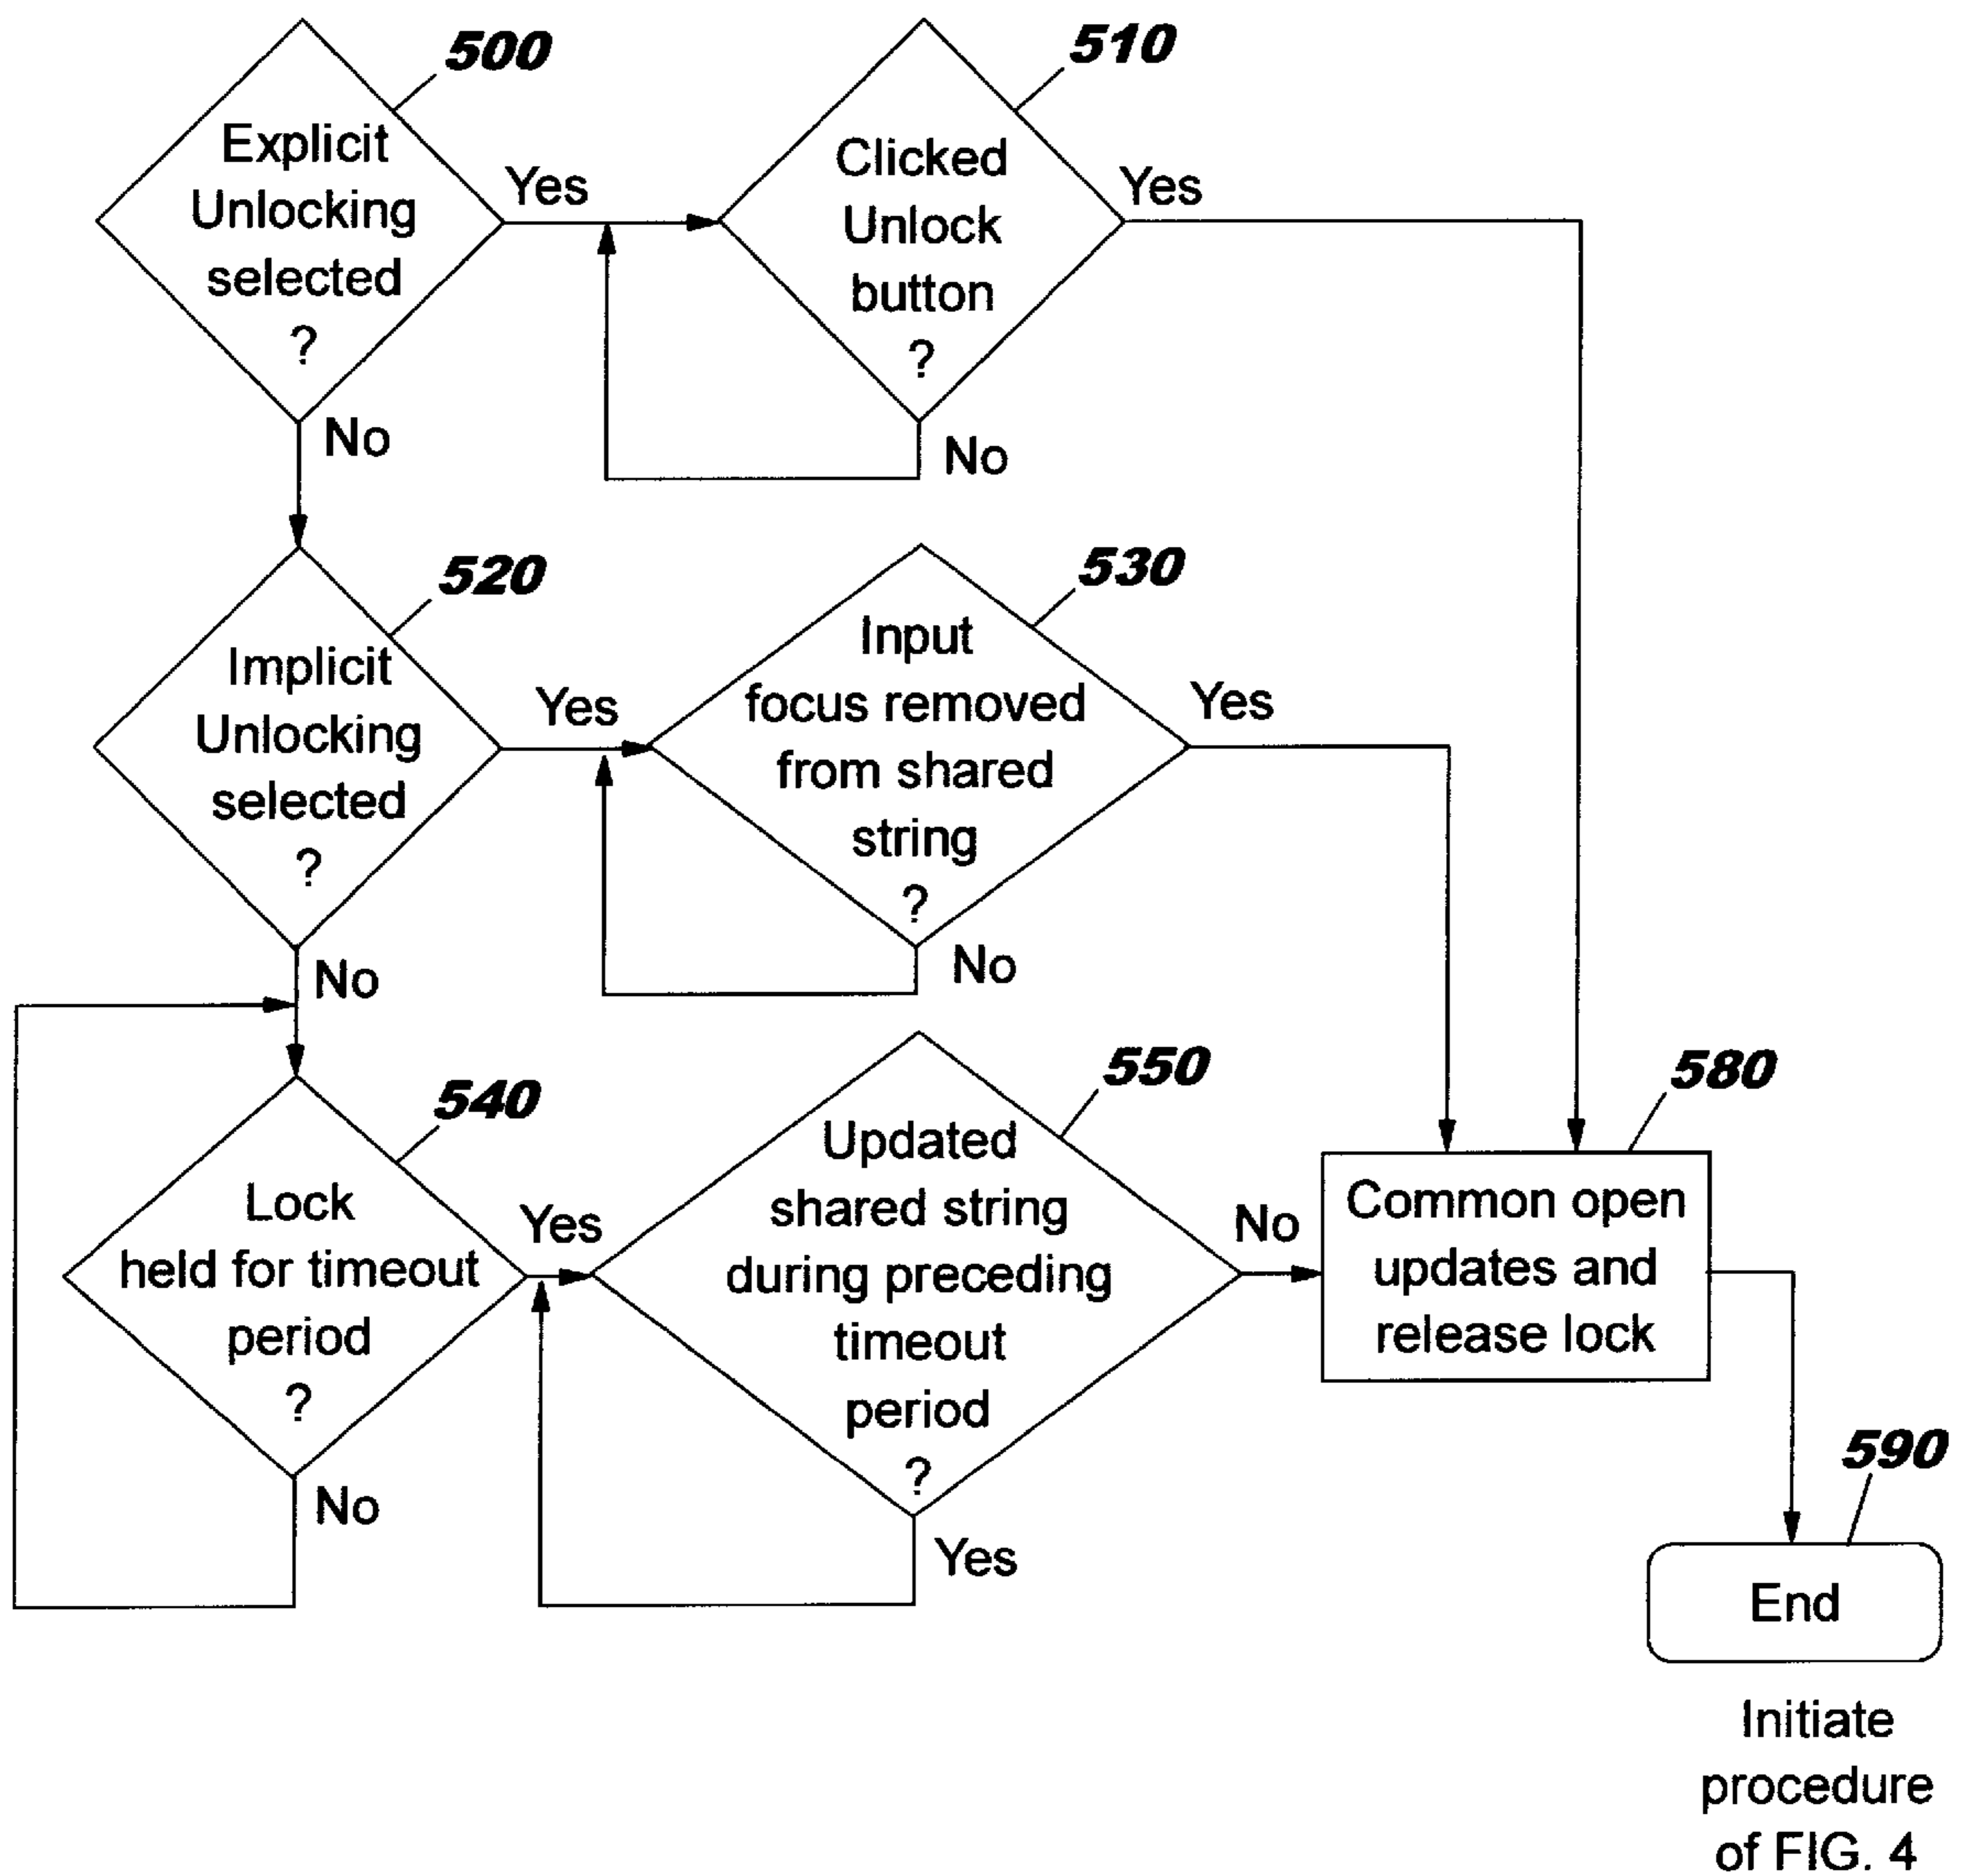 500
Explicit
Unlocking
selected
?
Yes
No
510
Clicked
Unlock
button
?
Yes
No
520
Implicit
Unlocking
selected
?
Yes
No
530
Input
focus removed
from shared
string
?
Yes
No
540
Lock
held for timeout
period
?
Yes
No
550
Updated
shared string
during preceding
timeout
period
?
No
Yes
580
Common open
updates and
release lock
590
End
Initiate
procedure
of FIG. 4